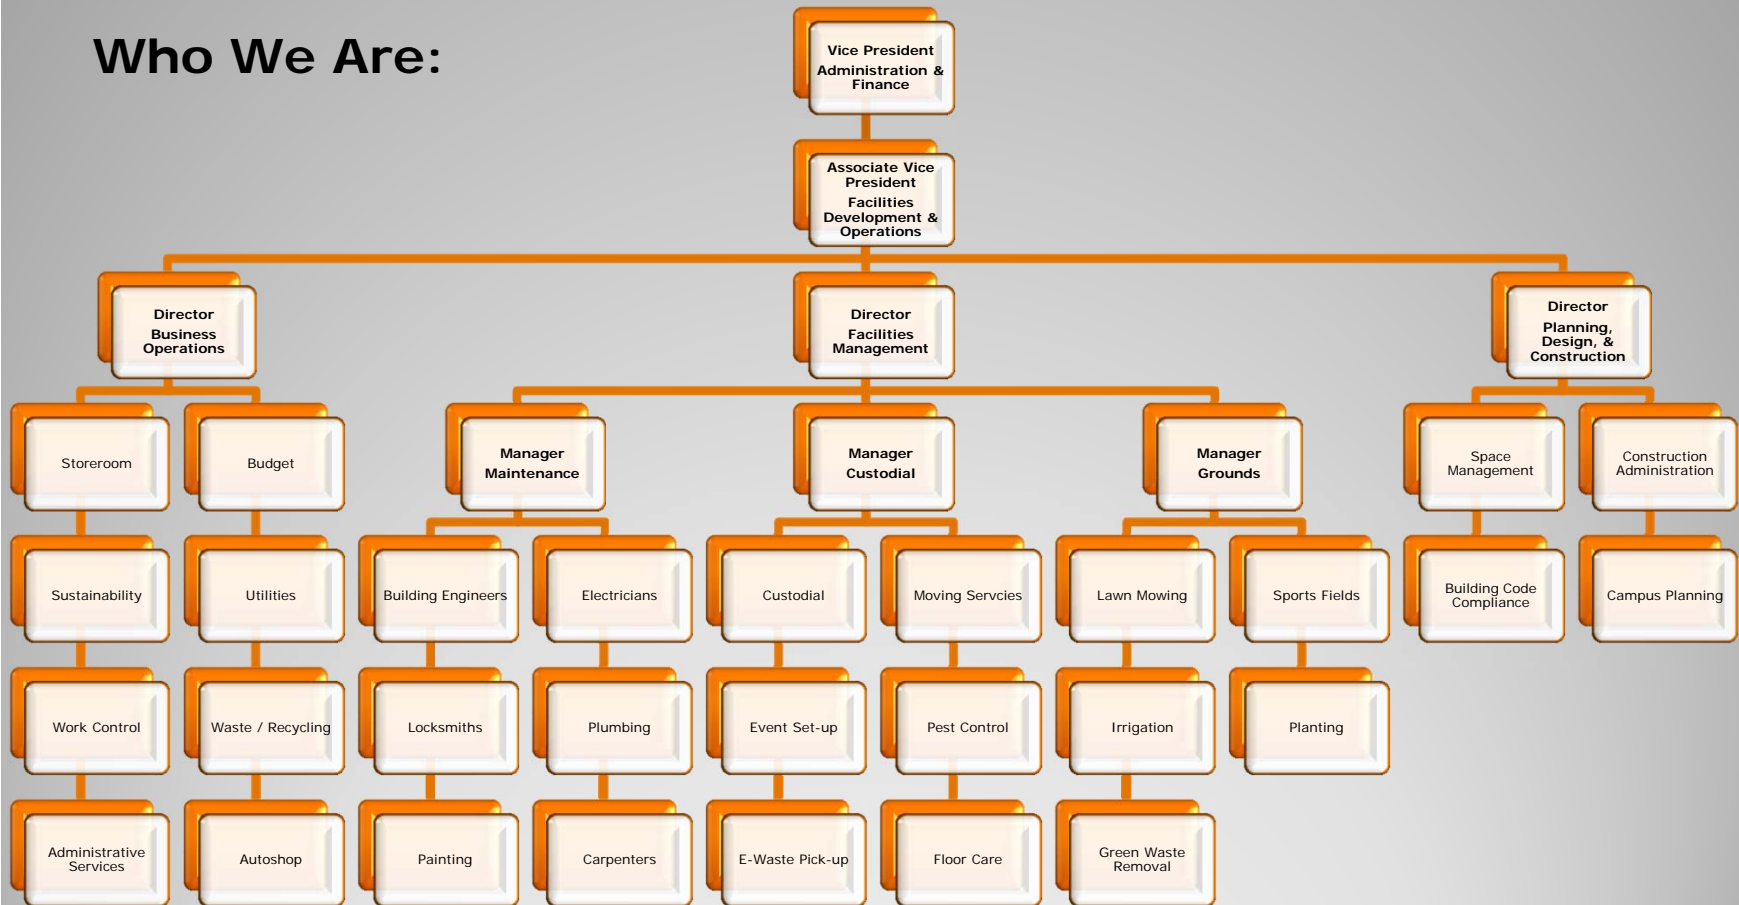 Who We Are:
Vice President
Administration &
Finance
Associate Vice
President
Facilities
Development &
Operations
Director
Business
Operations
Director
Facilities
Management
Director
Planning,
Design, &
Construction
Storeroom
Budget
Manager
Maintenance
Manager
Custodial
Manager
Grounds
Space
Management
Construction
Administration
Sustainability
Utilities
Building Engineers
Electricians
Custodial
Moving Servcies
Lawn Mowing
Sports Fields
Building Code
Compliance
Campus Planning
Work Control
Waste / Recycling
Locksmiths
Plumbing
Event Set-up
Pest Control
Irrigation
Planting
Administrative
Services
Autoshop
Painting
Carpenters
E-Waste Pick-up
Floor Care
Green Waste
Removal